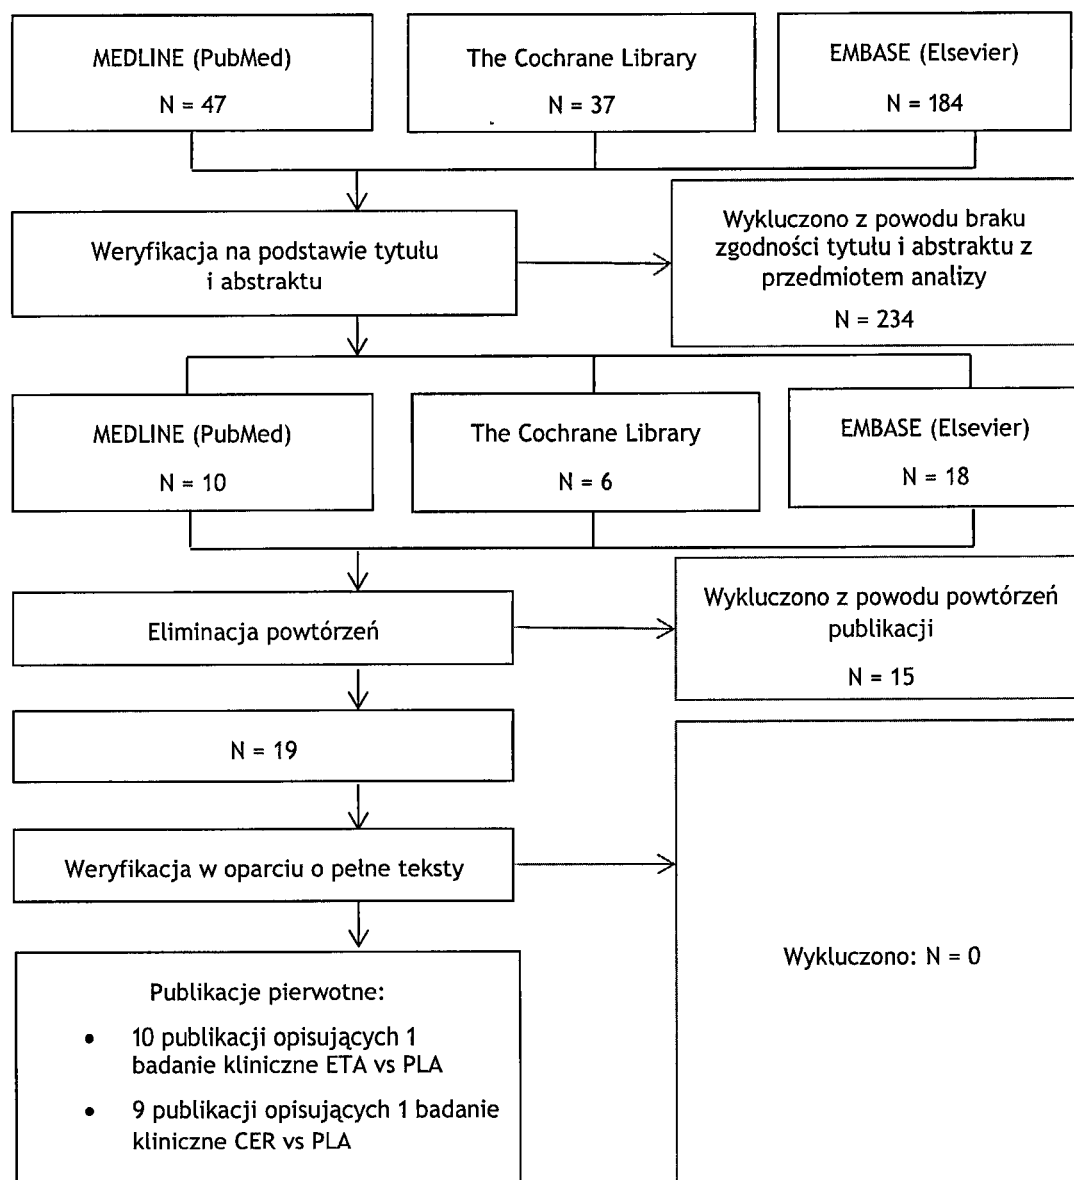 MEDLINE (PubMed)
N = 47
The Cochrane Library
N = 37
EMBASE (Elsevier)
N = 184
Weryfikacja na podstawie tytułu
i abstraktu
Wykluczono z powodu braku
zgodności tytułu i abstraktu z
przedmiotem analizy
N = 234
MEDLINE (PubMed)
N = 10
The Cochrane Library
N = 6
EMBASE (Elsevier)
N = 18
Eliminacja powtórzeń
Wykluczono z powodu powtórzeń
publikacji
N = 15
N = 19
Weryfikacja w oparciu o pełne teksty
Wykluczono: N = 0
Publikacje pierwotne:
• 10 publikacji opisujących 1
badanie kliniczne ETA vs PLA
• 9 publikacji opisujących 1 badanie
kliniczne CER vs PLA